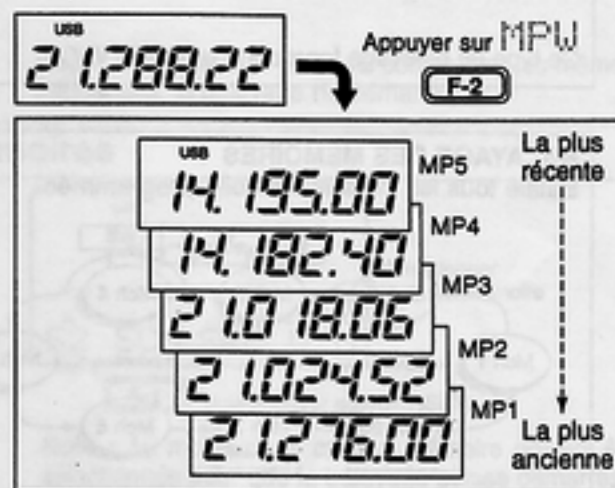 USB
21.288.22
Appuyer sur MPW
F-2
USB
14.195.00
MP5
La plus
récente
14.182.40
MP4
21.018.06
MP3
21.024.52
MP2
21.276.00
MP1
La plus
ancienne